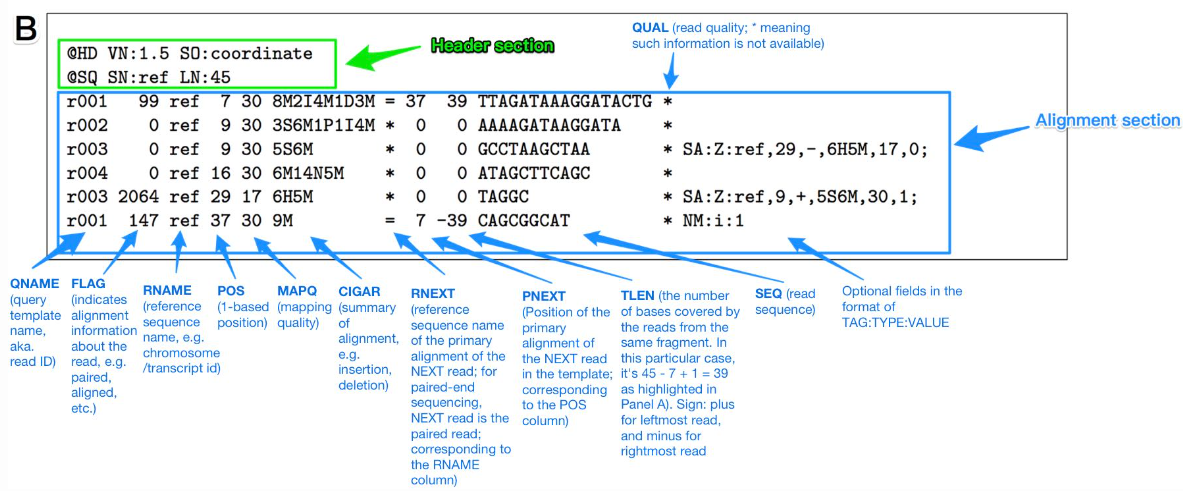 B
QUAL (read quality; * meaning
such information is not available)
Header section
@HD VN:1.5 SO:coordinate
@SQ SN:ref LN:45
Alignment section
r001 99 ref 7 30 8M2I4M1D3M = 37 39 TTAGATAAAGGATACTG *
r002 0 ref 9 30 3S6M1P1I4M * 0 0 AAAAGATAAGGATA *
r003 0 ref 9 30 5S6M * 0 0 GCCTAAGCTAA * SA:Z:ref,29,-,6H5M,17,0;
r004 0 ref 16 30 6M14N5M * 0 0 ATAGCTTCAGC *
r003 2064 ref 29 17 6H5M * 0 0 TAGGC * SA:Z:ref,9,+,5S6M,30,1;
r001 147 ref 37 30 9M = 7 -39 CAGCGGCAT * NM:i:1
QNAME
(query
template
name,
aka.
read ID)
FLAG
(indicates
alignment
information
about the
read, e.g.
paired,
aligned,
etc.)
RNAME
(reference
sequence
name, e.g.
chromosome
/transcript id)
POS
(1-based
position)
MAPQ
(mapping
quality)
CIGAR
(summary
of
alignment,
e.g.
insertion,
deletion)
RNEXT
(reference
sequence name
of the primary
alignment of the
NEXT read; for
paired-end
sequencing,
NEXT read is the
paired read;
corresponding to
the RNAME
column)
PNEXT
(Position of the
primary
alignment of
the NEXT read
in the template;
corresponding
to the POS
column)
TLEN (the number
of bases covered by
the reads from the
same fragment. In
this particular case,
it's 45 - 7 + 1 = 39
as highlighted in
Panel A). Sign: plus
for leftmost read,
and minus for
rightmost read
SEQ (read
sequence)
Optional fields in the
format of
TAG:TYPE:VALUE